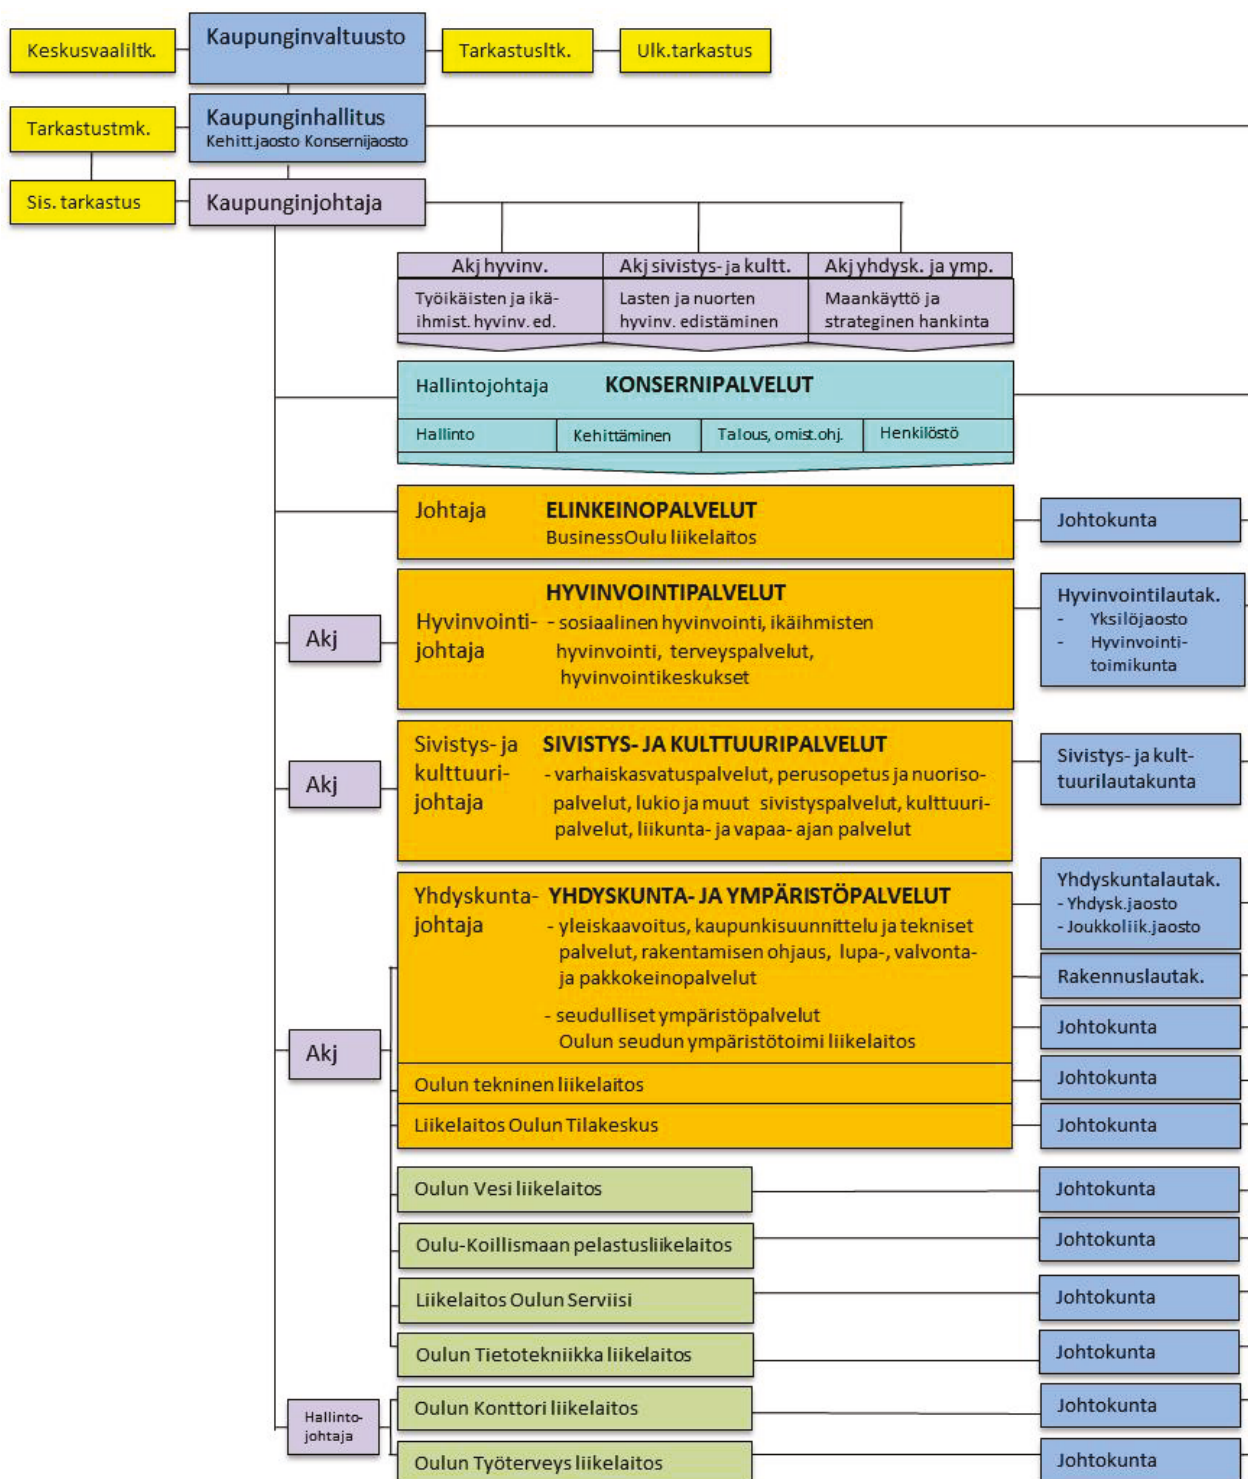 Keskusvaaliltk.
Kaupunginvaltuusto
Tarkastusltk.
Ulk.tarkastus
Tarkastustmk.
Kaupunginhallitus
Kehitt.jaosto Konsernijaosto
Sis. tarkastus
Kaupunginjohtaja
Akj hyvinv.
Akj sivistys- ja kultt.
Akj yhdysk. ja ymp.
Työikäisten ja ikä-
ihmist. hyvinv. ed.
Lasten ja nuorten
hyvinv. edistäminen
Maankäyttö ja
strateginen hankinta
Hallintojohtaja
KONSERNIPALVELUT
Hallinto
Kehittäminen
Talous, omist.ohj.
Henkilöstö
Johtaja
ELINKEINOPALVELUT
BusinessOulu liikelaitos
Johtokunta
Akj
Hyvinvointi-
johtaja
HYVINVOINTIPALVELUT
- sosiaalinen hyvinvointi, ikäihmisten
hyvinvointi, terveyspalvelut,
hyvinvointikeskukset
Hyvinvointilautak.
- Yksilöjaosto
- Hyvinvointi-
toimikunta
Akj
Sivistys- ja
kulttuuri-
johtaja
SIVISTYS- JA KULTTUURIPALVELUT
- varhaiskasvatuspalvelut, perusopetus ja nuoriso-
palvelut, lukio ja muut sivistyspalvelut, kulttuuri-
palvelut, liikunta- ja vapaa- ajan palvelut
Sivistys- ja kult-
tuurilautakunta
Akj
Yhdyskunta-
johtaja
YHDYSKUNTA- JA YMPÄRISTÖPALVELUT
- yleiskaavoitus, kaupunkisuunnittelu ja tekniset
palvelut, rakentamisen ohjaus, lupa-, valvonta-
ja pakkokeinopalvelut
- seudulliset ympäristöpalvelut
Oulun seudun ympäristötoimi liikelaitos
Yhdyskuntalautak.
- Yhdysk.jaosto
- Joukkoliik.jaosto
Rakennuslautak.
Johtokunta
Oulun tekninen liikelaitos
Johtokunta
Liikelaitos Oulun Tilakeskus
Johtokunta
Oulun Vesi liikelaitos
Johtokunta
Oulu-Koillismaan pelastusliikelaitos
Johtokunta
Liikelaitos Oulun Serviisi
Johtokunta
Oulun Tietotekniikka liikelaitos
Johtokunta
Hallinto-
johtaja
Oulun Konttori liikelaitos
Johtokunta
Oulun Työterveys liikelaitos
Johtokunta